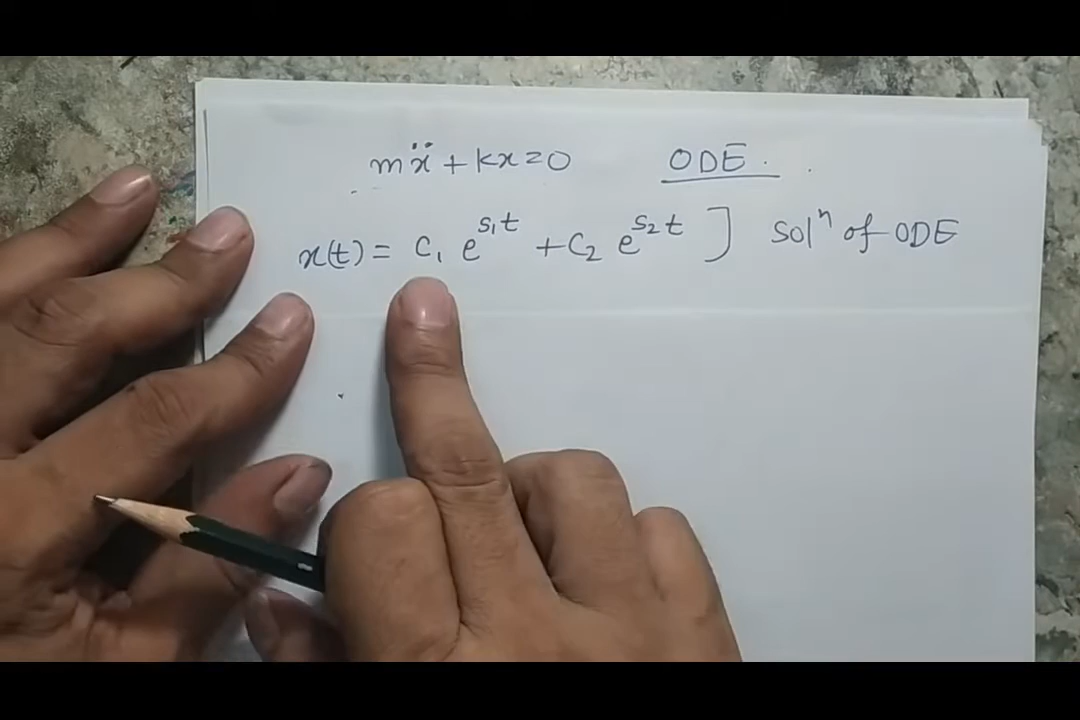 mẍ + kx = 0 ODE.
x(t) = C₁ e^{s₁t} + C₂ e^{s₂t} ] solⁿ of ODE